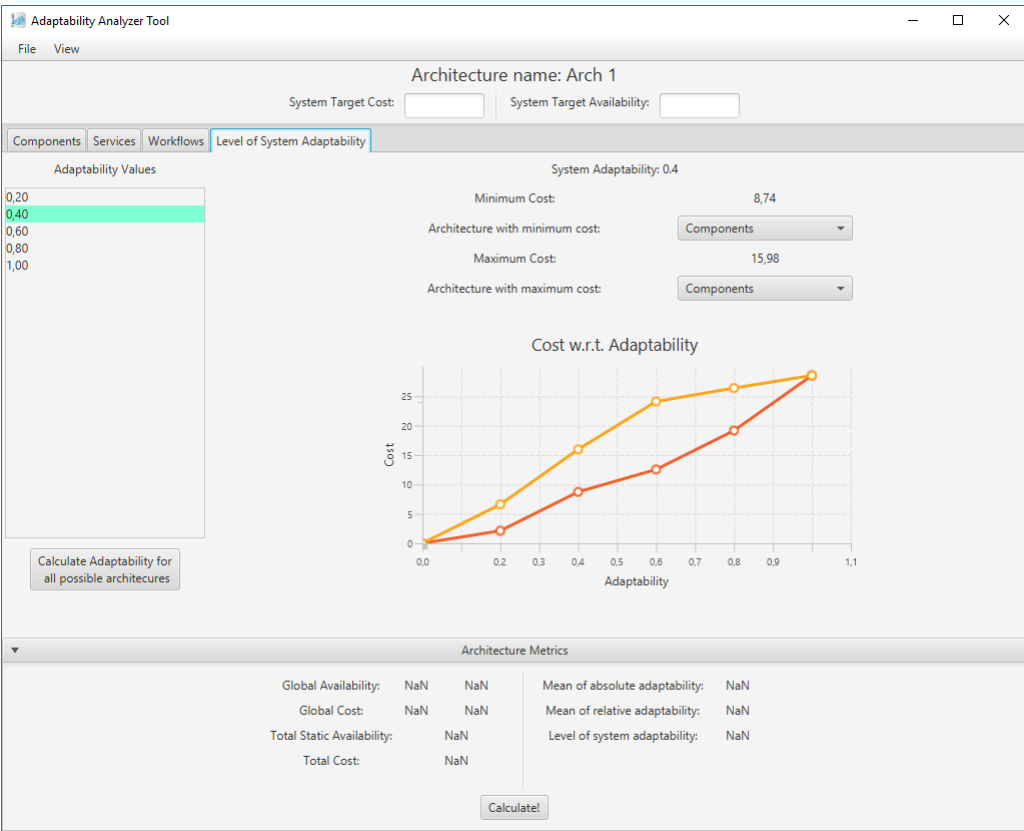 Adaptability Analyzer Tool
File View
Architecture name: Arch 1
System Target Cost: System Target Availability:
Components Services Workflows Level of System Adaptability
Adaptability Values
0,20
0,40
0,60
0,80
1,00
Calculate Adaptability for
all possible architecures
System Adaptability: 0.4
Minimum Cost: 8,74
Architecture with minimum cost: Components
Maximum Cost: 15,98
Architecture with maximum cost: Components
Cost w.r.t. Adaptability
Cost
25
20
15
10
5
0
0,0 0,2 0,3 0,4 0,5 0,6 0,7 0,8 0,9 1,1
Adaptability
Architecture Metrics
Global Availability: NaN NaN
Global Cost: NaN NaN
Total Static Availability: NaN
Total Cost: NaN
Mean of absolute adaptability: NaN
Mean of relative adaptability: NaN
Level of system adaptability: NaN
Calculate!